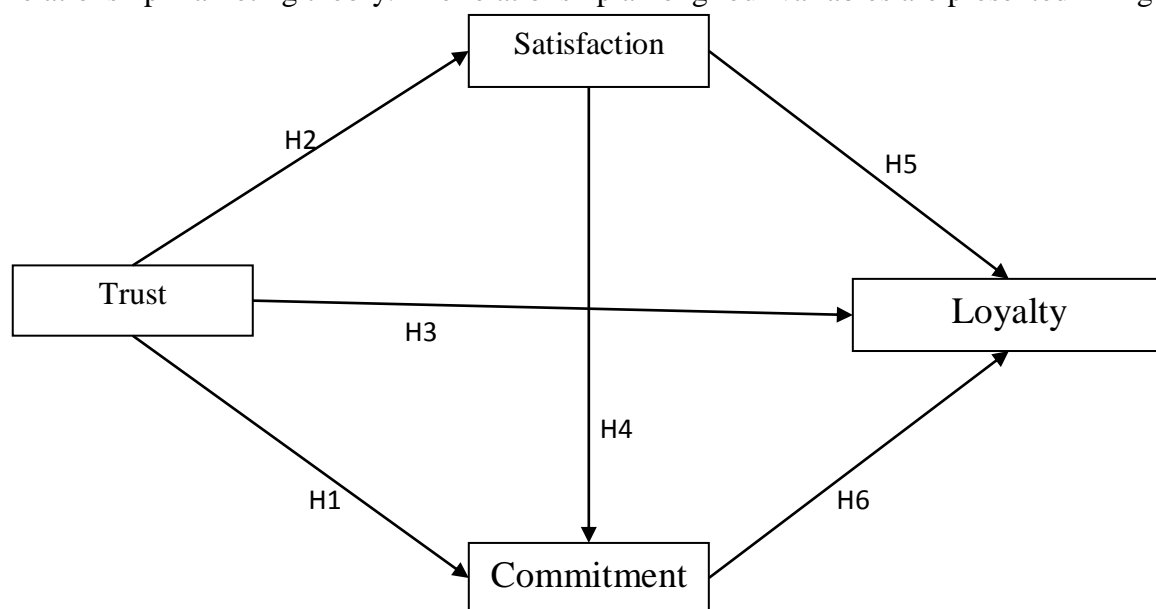 Satisfaction
H2
H5
Trust
Loyalty
H3
H4
H1
H6
Commitment